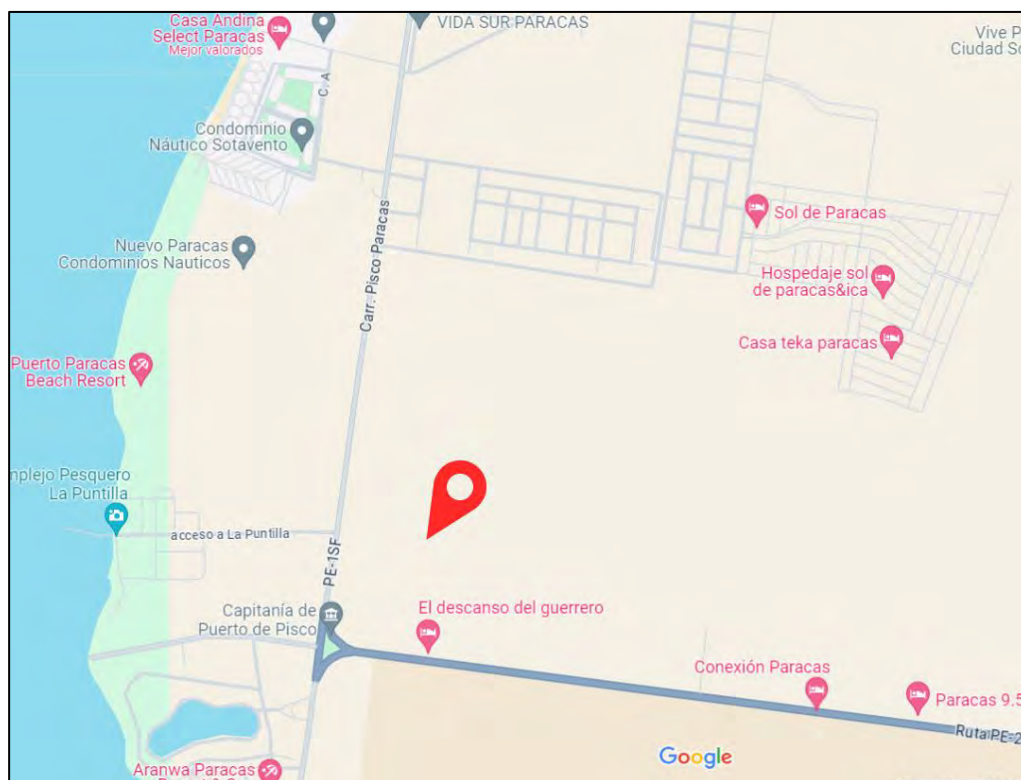 Casa Andina
Select Paracas
Mejor valorados
VIDA SUR PARACAS
Vive P
Ciudad So
C. A
Condominio
Náutico Sotavento
Carr. Pisco Paracas
Sol de Paracas
Nuevo Paracas
Condominios Nauticos
Hospedaje sol
de paracas&ica
Casa teka paracas
Puerto Paracas
Beach Resort
mplejo Pesquero
La Puntilla
acceso a La Puntilla
PE-1SF
Capitanía de
Puerto de Pisco
El descanso del guerrero
Conexión Paracas
Paracas 9.5
Ruta PE-2
Google
Aranwa Paracas